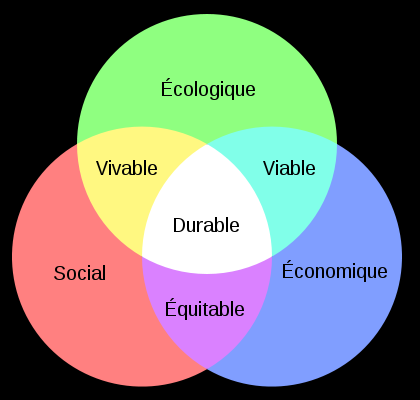 Écologique
Vivable
Viable
Durable
Social
Économique
Équitable